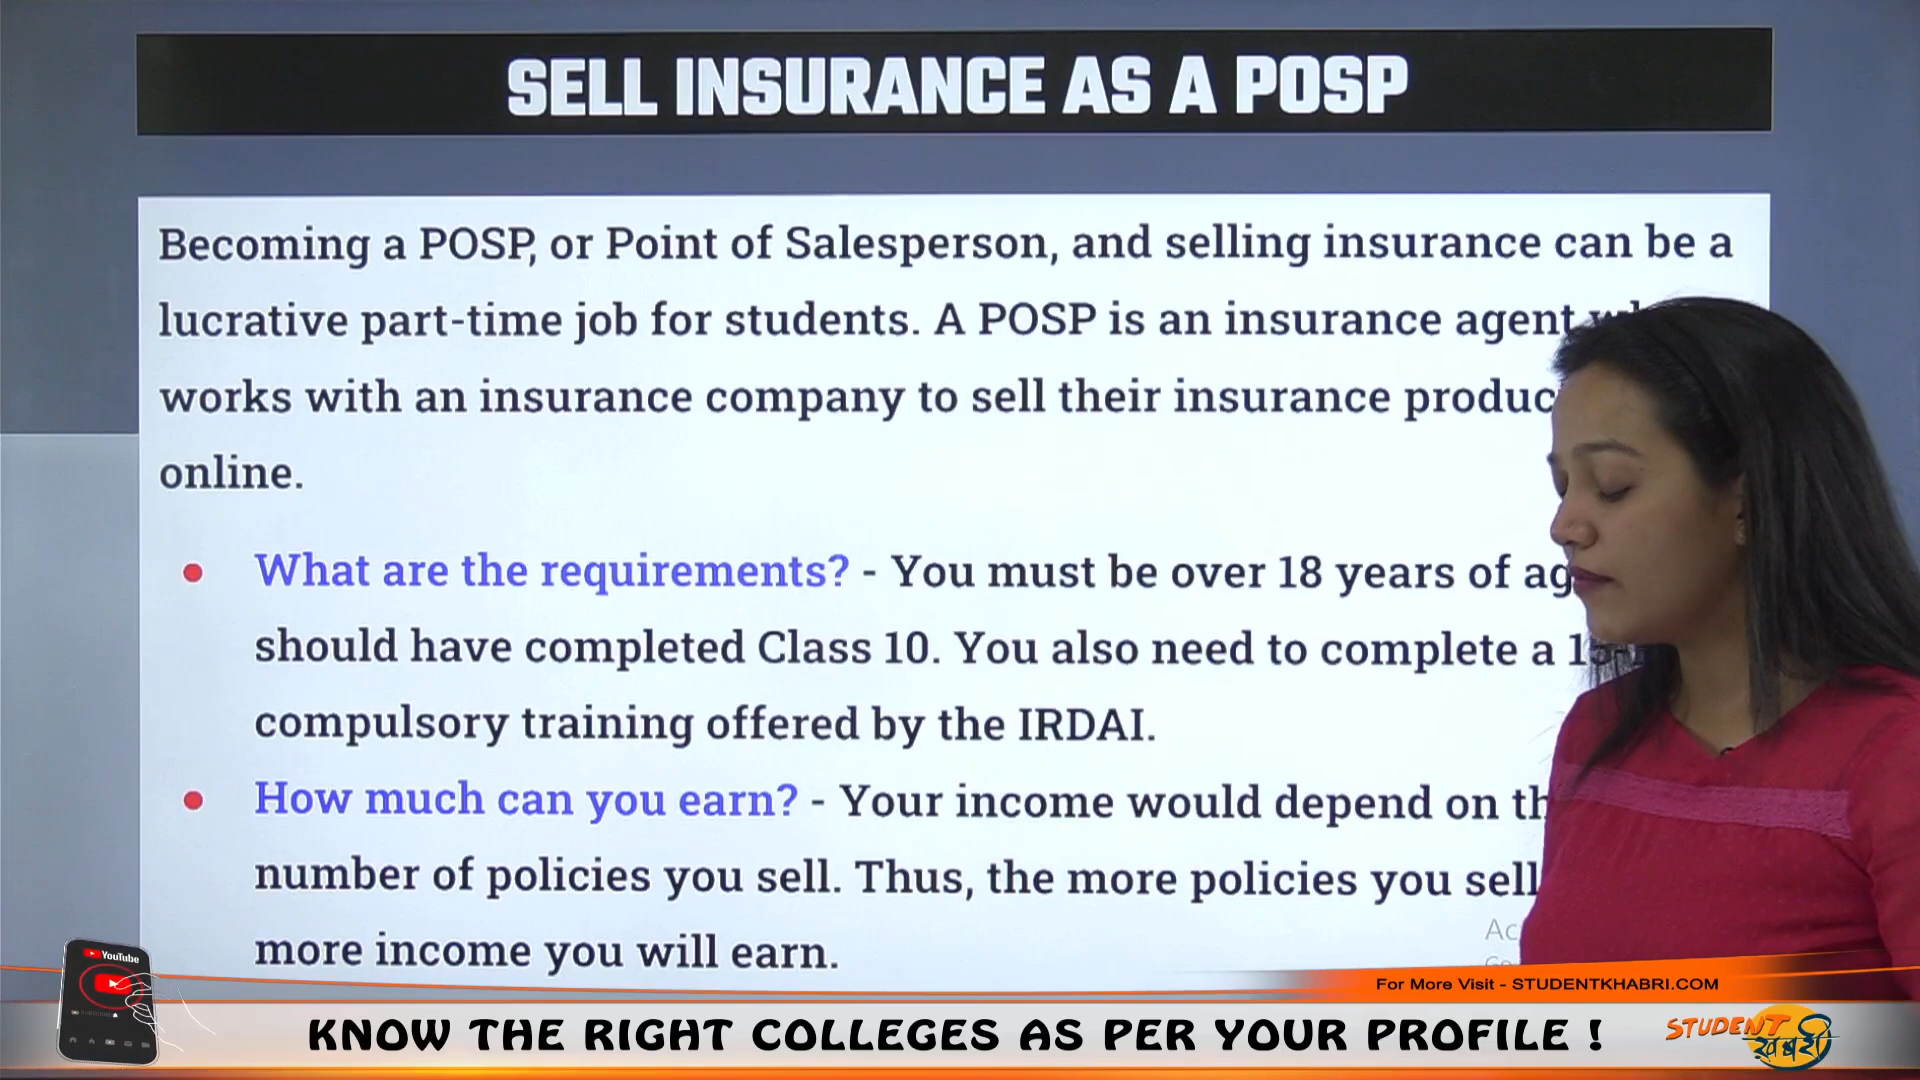 SELL INSURANCE AS A POSP
Becoming a POSP, or Point of Salesperson, and selling insurance can be a
lucrative part-time job for students. A POSP is an insurance agent
works with an insurance company to sell their insurance produc
online.
What are the requirements? - You must be over 18 years of ag
should have completed Class 10. You also need to complete a 15-
compulsory training offered by the IRDAI.
How much can you earn? - Your income would depend on th
number of policies you sell. Thus, the more policies you sell
more income you will earn.
YouTube
For More Visit - STUDENTKHABRI.COM
KNOW THE RIGHT COLLEGES AS PER YOUR PROFILE !
STUDENT
खबरी